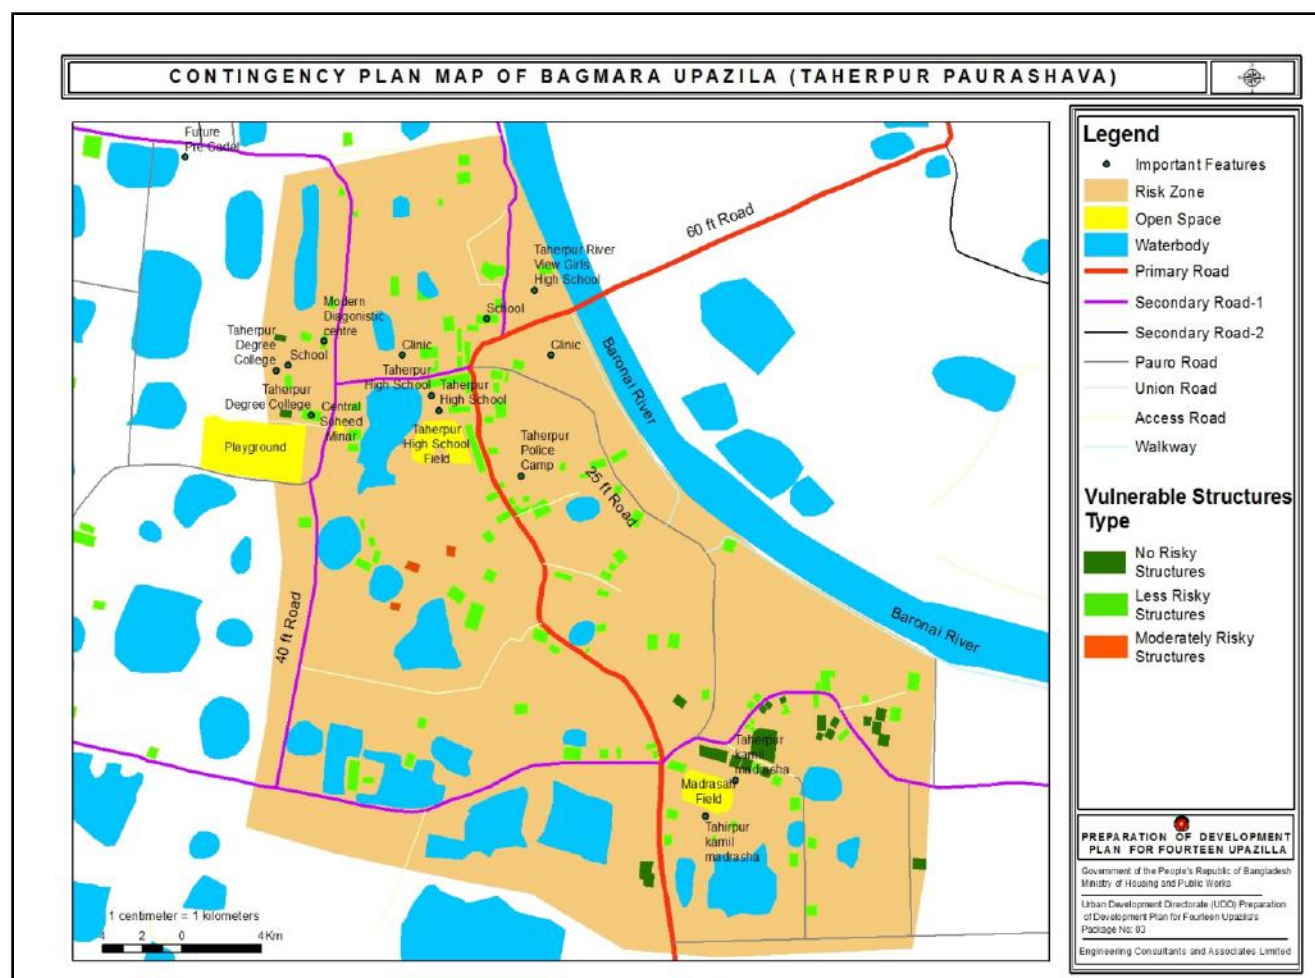 CONTINGENCY PLAN MAP OF BAGMARA UPAZILA (TAHERPUR PAURASHAVA)
Future
Pre Cadet
60 ft Road
Taherpur River
View Girls
High School
School
Modern
Diagonistic
centre
Taherpur
Degree
College
School
Clinic
Clinic
Taherpur
High School
Taherpur
High School
Taherpur
Degree College
Central
Soheed
Minar
Taherpur
High School
Field
Playground
Taherpur
Police
Camp
25 ft Road
Baronai River
Baronai River
40 ft Road
Taherpur
kamil
madrasha
Madrasah
Field
Tahirpur
kamil
madrasha
1 centimeter = 1 kilometers
4 2 0 4 Km
Legend
Important Features
Risk Zone
Open Space
Waterbody
Primary Road
Secondary Road-1
Secondary Road-2
Pauro Road
Union Road
Access Road
Walkway
Vulnerable Structures
Type
No Risky
Structures
Less Risky
Structures
Moderately Risky
Structures
PREPARATION OF DEVELOPMENT
PLAN FOR FOURTEEN UPAZILLA
Government of the People's Republic of Bangladesh
Ministry of Housing and Public Works
Urban Development Directorate (UDD) Preparation
of Development Plan for Fourteen Upazila's
Package No: 03
Engineering Consultants and Associates Limited